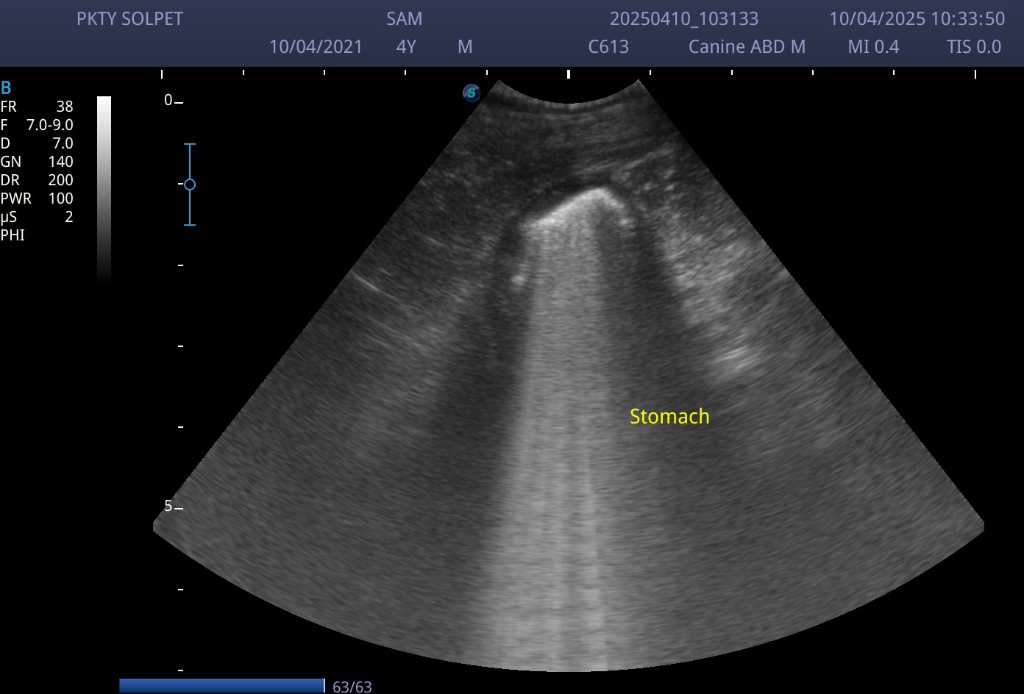 PKTY SOLPET SAM 20250410_103133 10/04/2025 10:33:50
10/04/2021 4Y M C613 Canine ABD M MI 0.4 TIS 0.0
B
FR 38
F 7.0-9.0
D 7.0
GN 140
DR 200
PWR 100
µS 2
PHI
0
S
Stomach
5
63/63